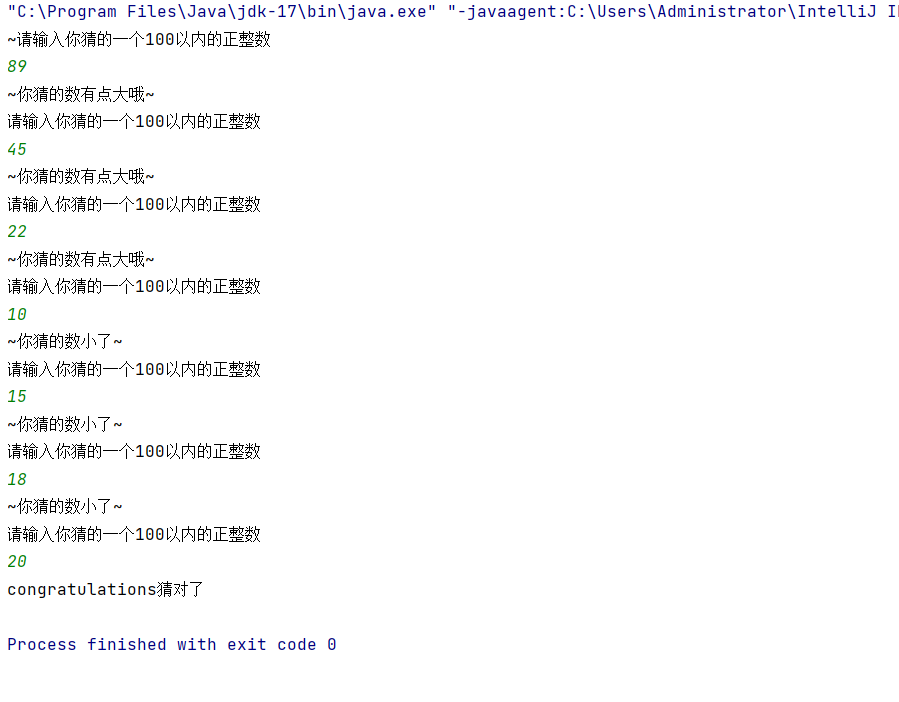 "C:\Program Files\Java\jdk-17\bin\java.exe" "-javaagent:C:\Users\Administrator\IntelliJ
~请输入你猜的一个100以内的正整数
89
~你猜的数有点大哦~
请输入你猜的一个100以内的正整数
45
~你猜的数有点大哦~
请输入你猜的一个100以内的正整数
22
~你猜的数有点大哦~
请输入你猜的一个100以内的正整数
10
~你猜的数小了~
请输入你猜的一个100以内的正整数
15
~你猜的数小了~
请输入你猜的一个100以内的正整数
18
~你猜的数小了~
请输入你猜的一个100以内的正整数
20
congratulations猜对了
Process finished with exit code 0